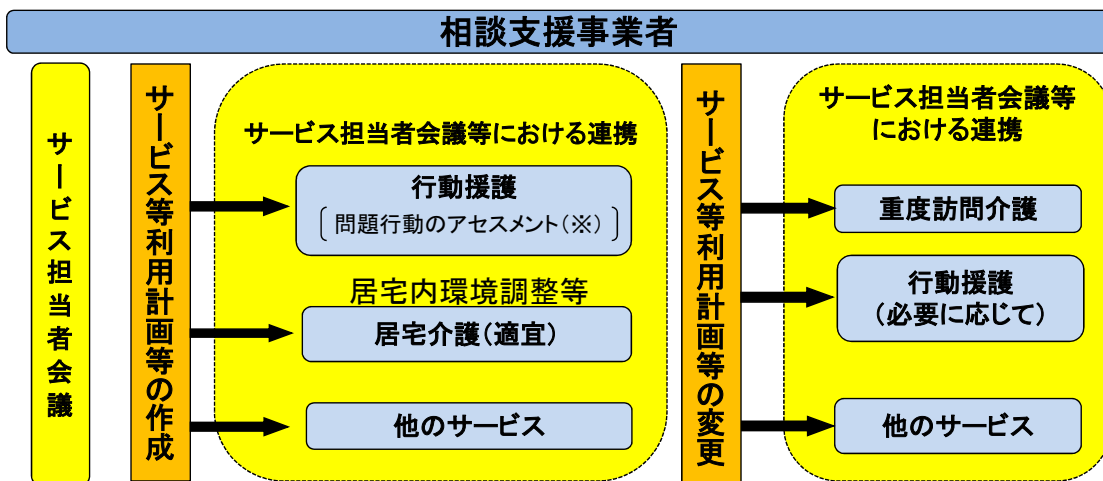 相談支援事業者
サービス担当者会議
サービス等利用計画等の作成
サービス担当者会議等における連携
行動援護
〔問題行動のアセスメント(※)〕
居宅内環境調整等
居宅介護(適宜)
他のサービス
サービス等利用計画等の変更
サービス担当者会議等
における連携
重度訪問介護
行動援護
(必要に応じて)
他のサービス